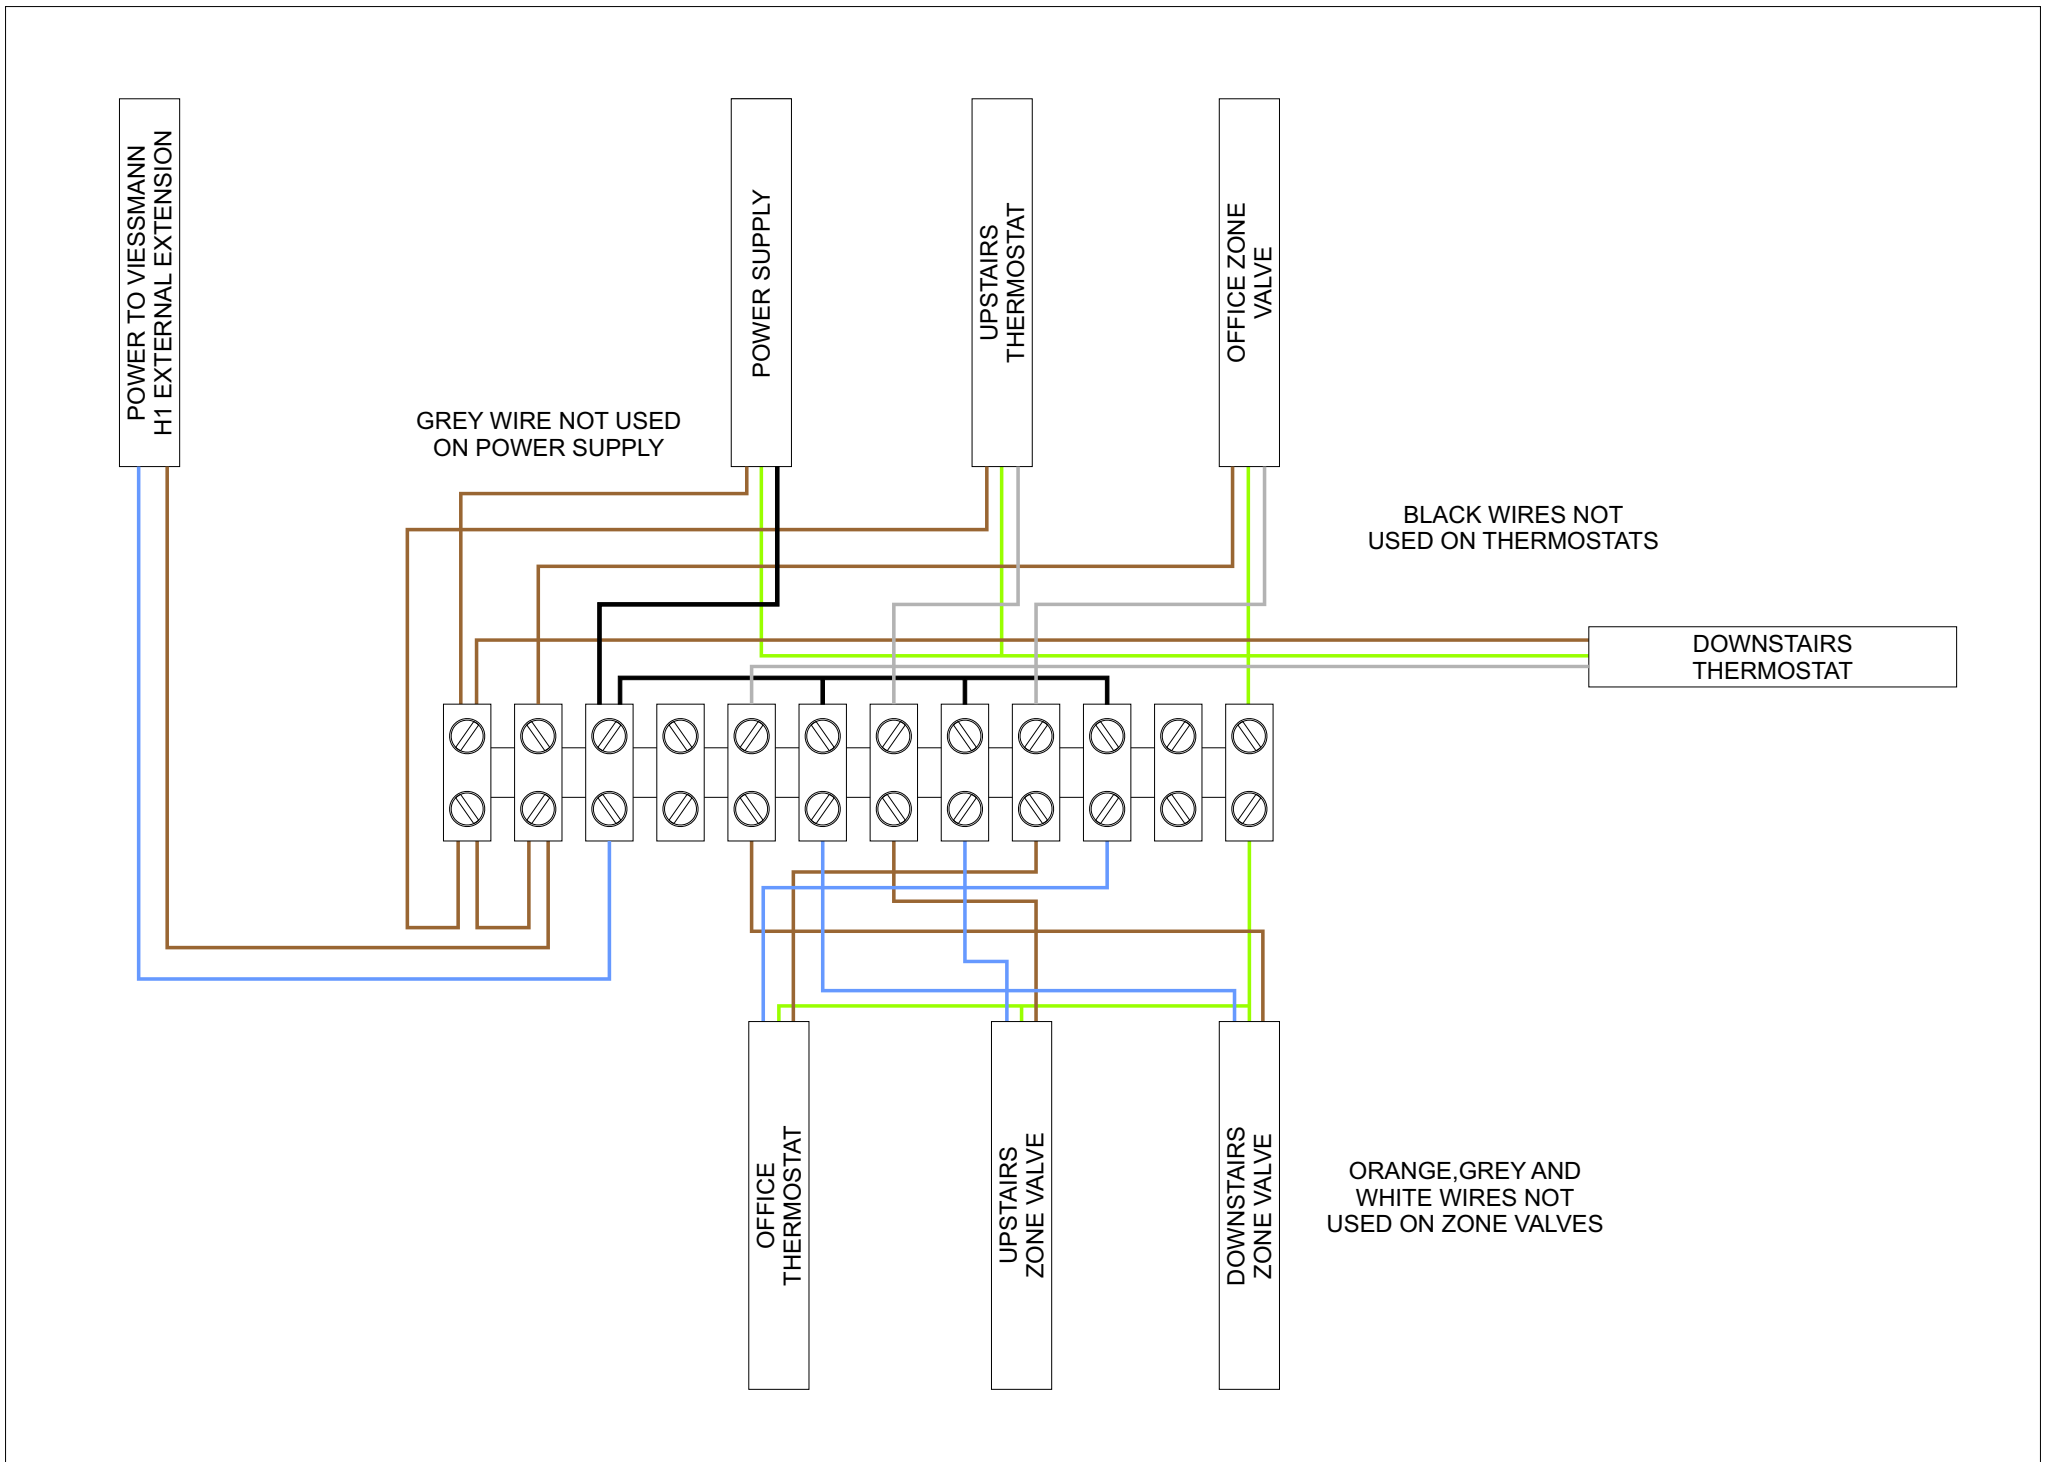 POWER TO VIESSMANN
H1 EXTERNAL EXTENSION
POWER SUPPLY
UPSTAIRS
THERMOSTAT
OFFICE ZONE
VALVE
GREY WIRE NOT USED
ON POWER SUPPLY
BLACK WIRES NOT
USED ON THERMOSTATS
DOWNSTAIRS
THERMOSTAT
OFFICE
THERMOSTAT
UPSTAIRS
ZONE VALVE
DOWNSTAIRS
ZONE VALVE
ORANGE,GREY AND
WHITE WIRES NOT
USED ON ZONE VALVES